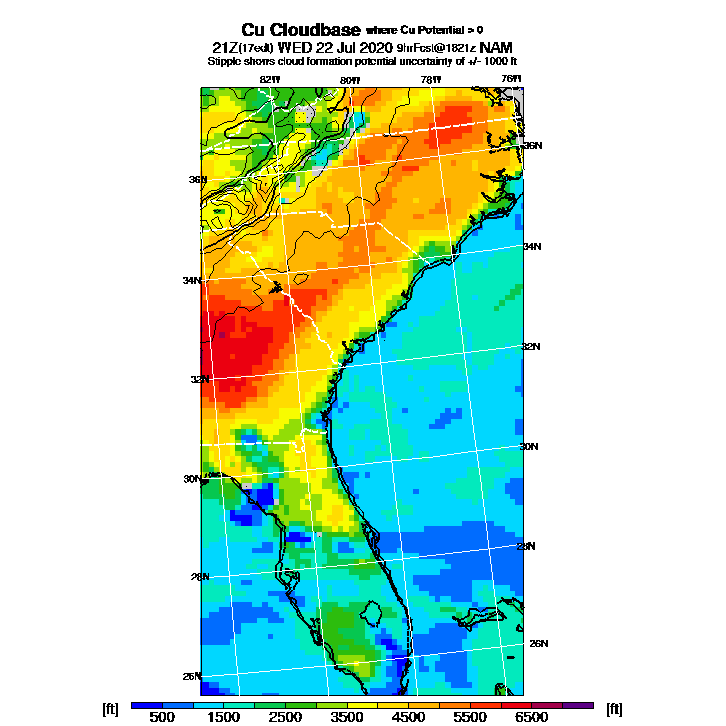 Cu Cloudbase where Cu Potential > 0
21Z(17edt) WED 22 Jul 2020 9hrFcst@1821z NAM
Stipple shows cloud formation potential uncertainty of +/- 1000 ft
82W 80W 78W 76W
36N
36N
34N
34N
32N
32N
30N
30N
28N
28N
26N
26N
[ft] 500 1500 2500 3500 4500 5500 6500 [ft]